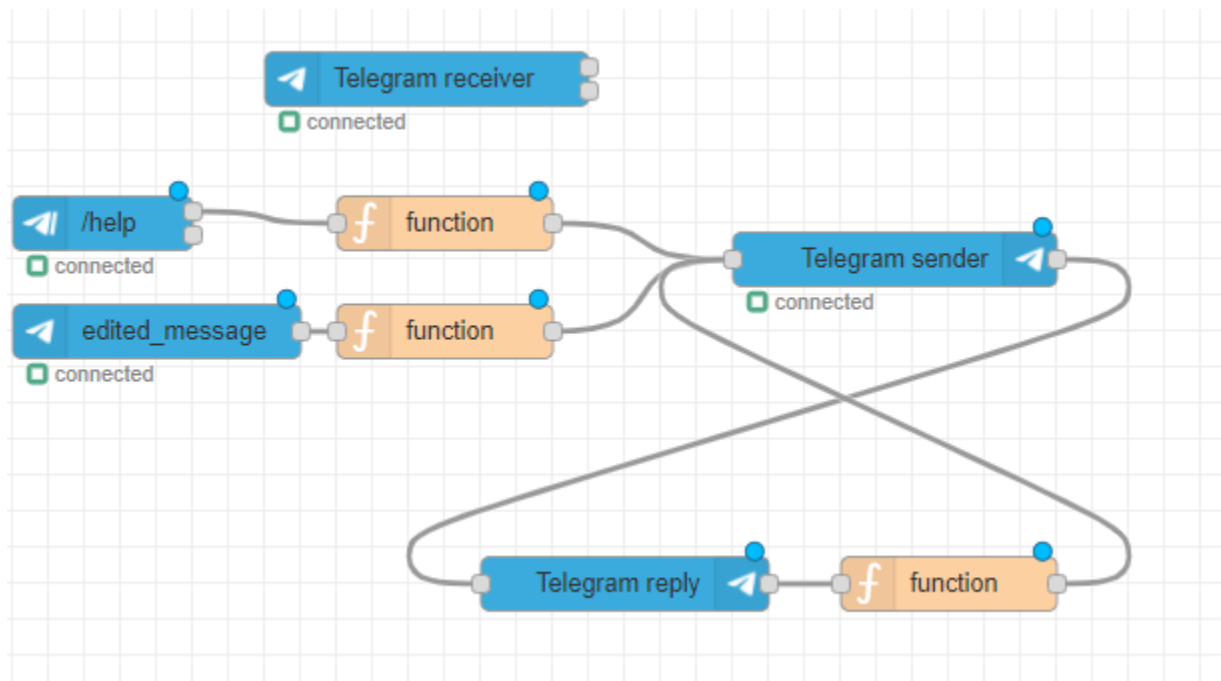 Telegram receiver
connected
/help
function
connected
Telegram sender
connected
edited_message
function
connected
Telegram reply
function